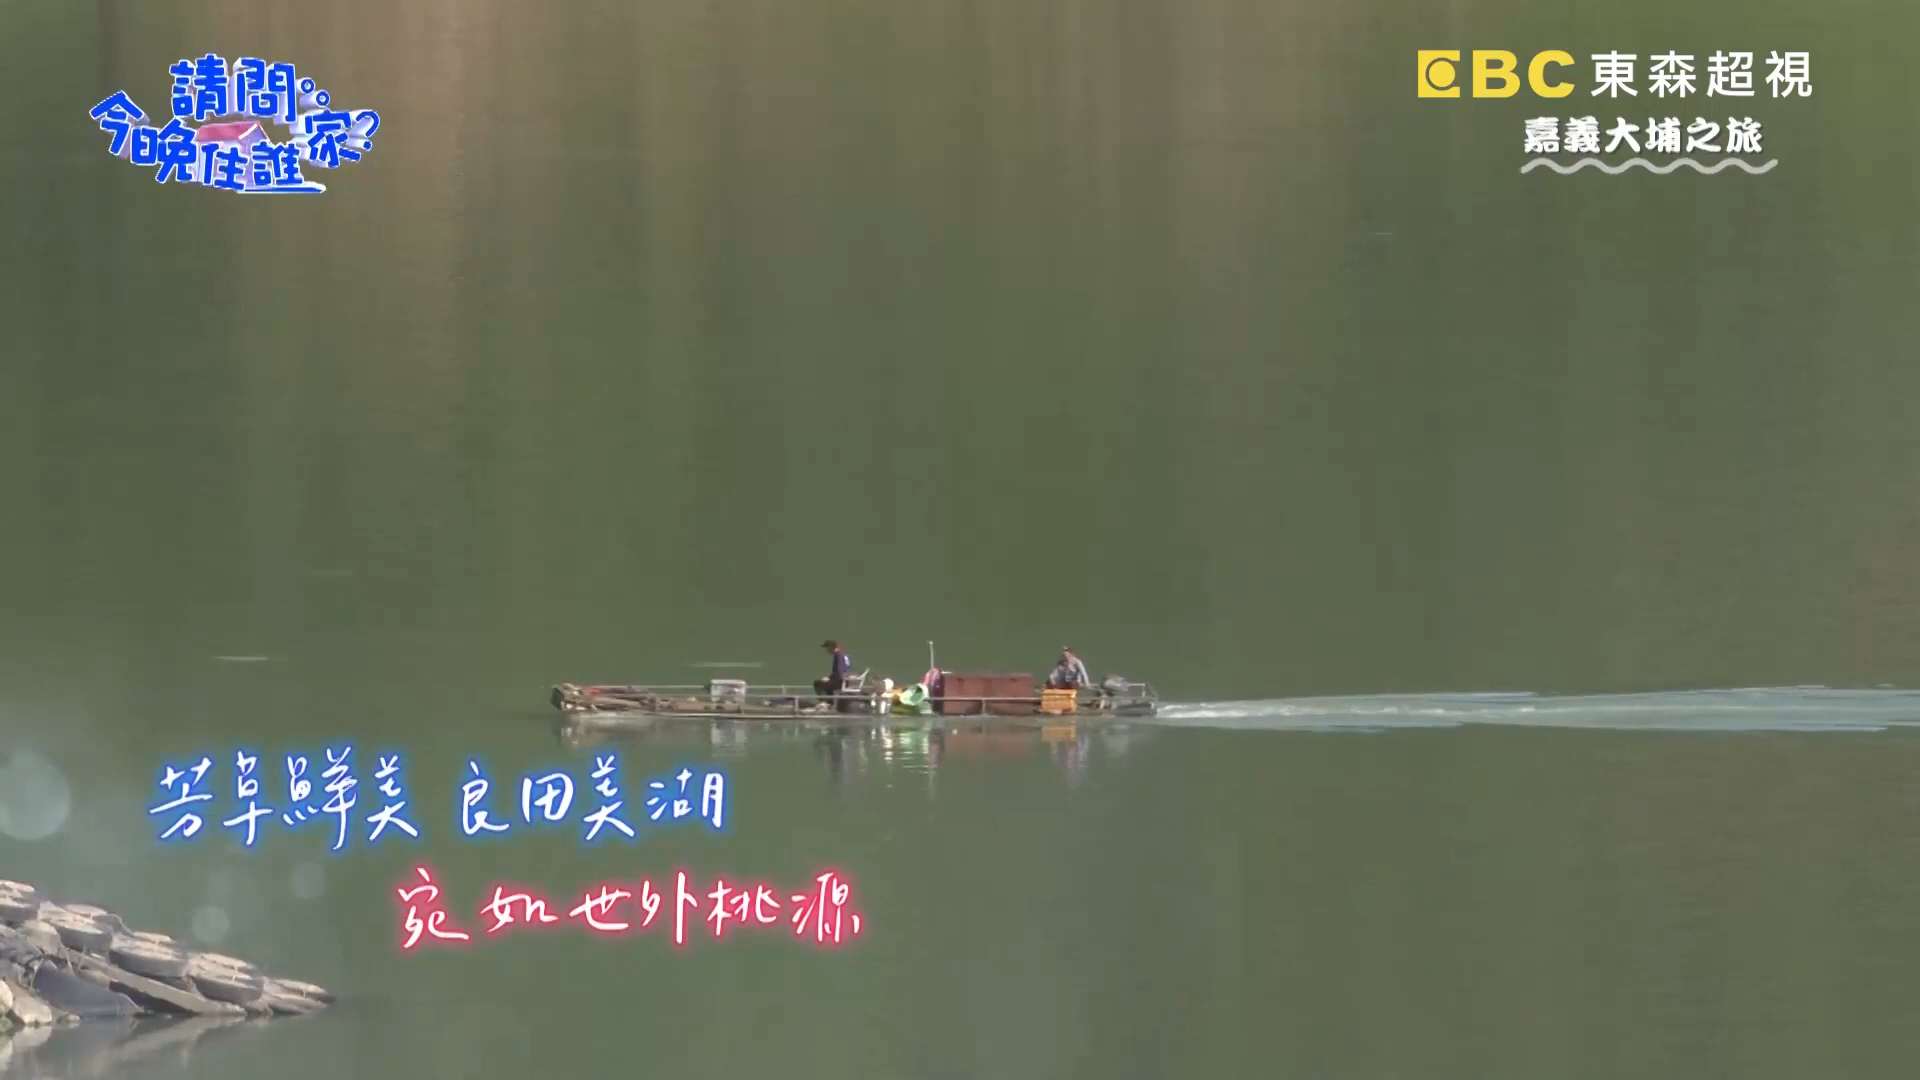 請問
今晚住誰家?
EBC東森超視
嘉義大埔之旅
芳草鮮美 良田美湖
宛如世外桃源